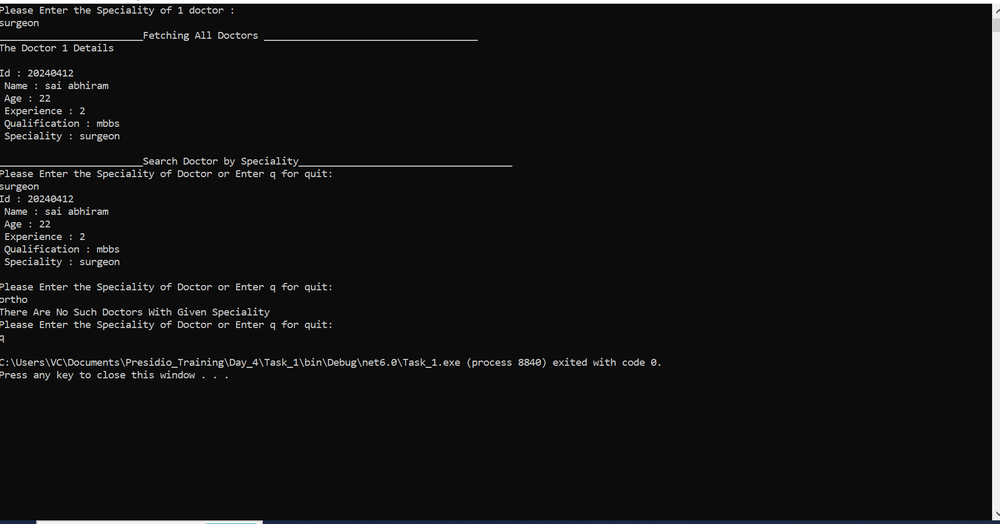 Please Enter the Speciality of 1 doctor :
surgeon
_________________________Fetching All Doctors _____________________________________
The Doctor 1 Details
Id : 20240412
Name : sai abhiram
Age : 22
Experience : 2
Qualification : mbbs
Speciality : surgeon
_________________________Search Doctor by Speciality_____________________________________
Please Enter the Speciality of Doctor or Enter q for quit:
surgeon
Id : 20240412
Name : sai abhiram
Age : 22
Experience : 2
Qualification : mbbs
Speciality : surgeon
Please Enter the Speciality of Doctor or Enter q for quit:
ortho
There Are No Such Doctors With Given Speciality
Please Enter the Speciality of Doctor or Enter q for quit:
q
C:\Users\VC\Documents\Presidio_Training\Day_4\Task_1\bin\Debug\net6.0\Task_1.exe (process 8840) exited with code 0.
Press any key to close this window . . .